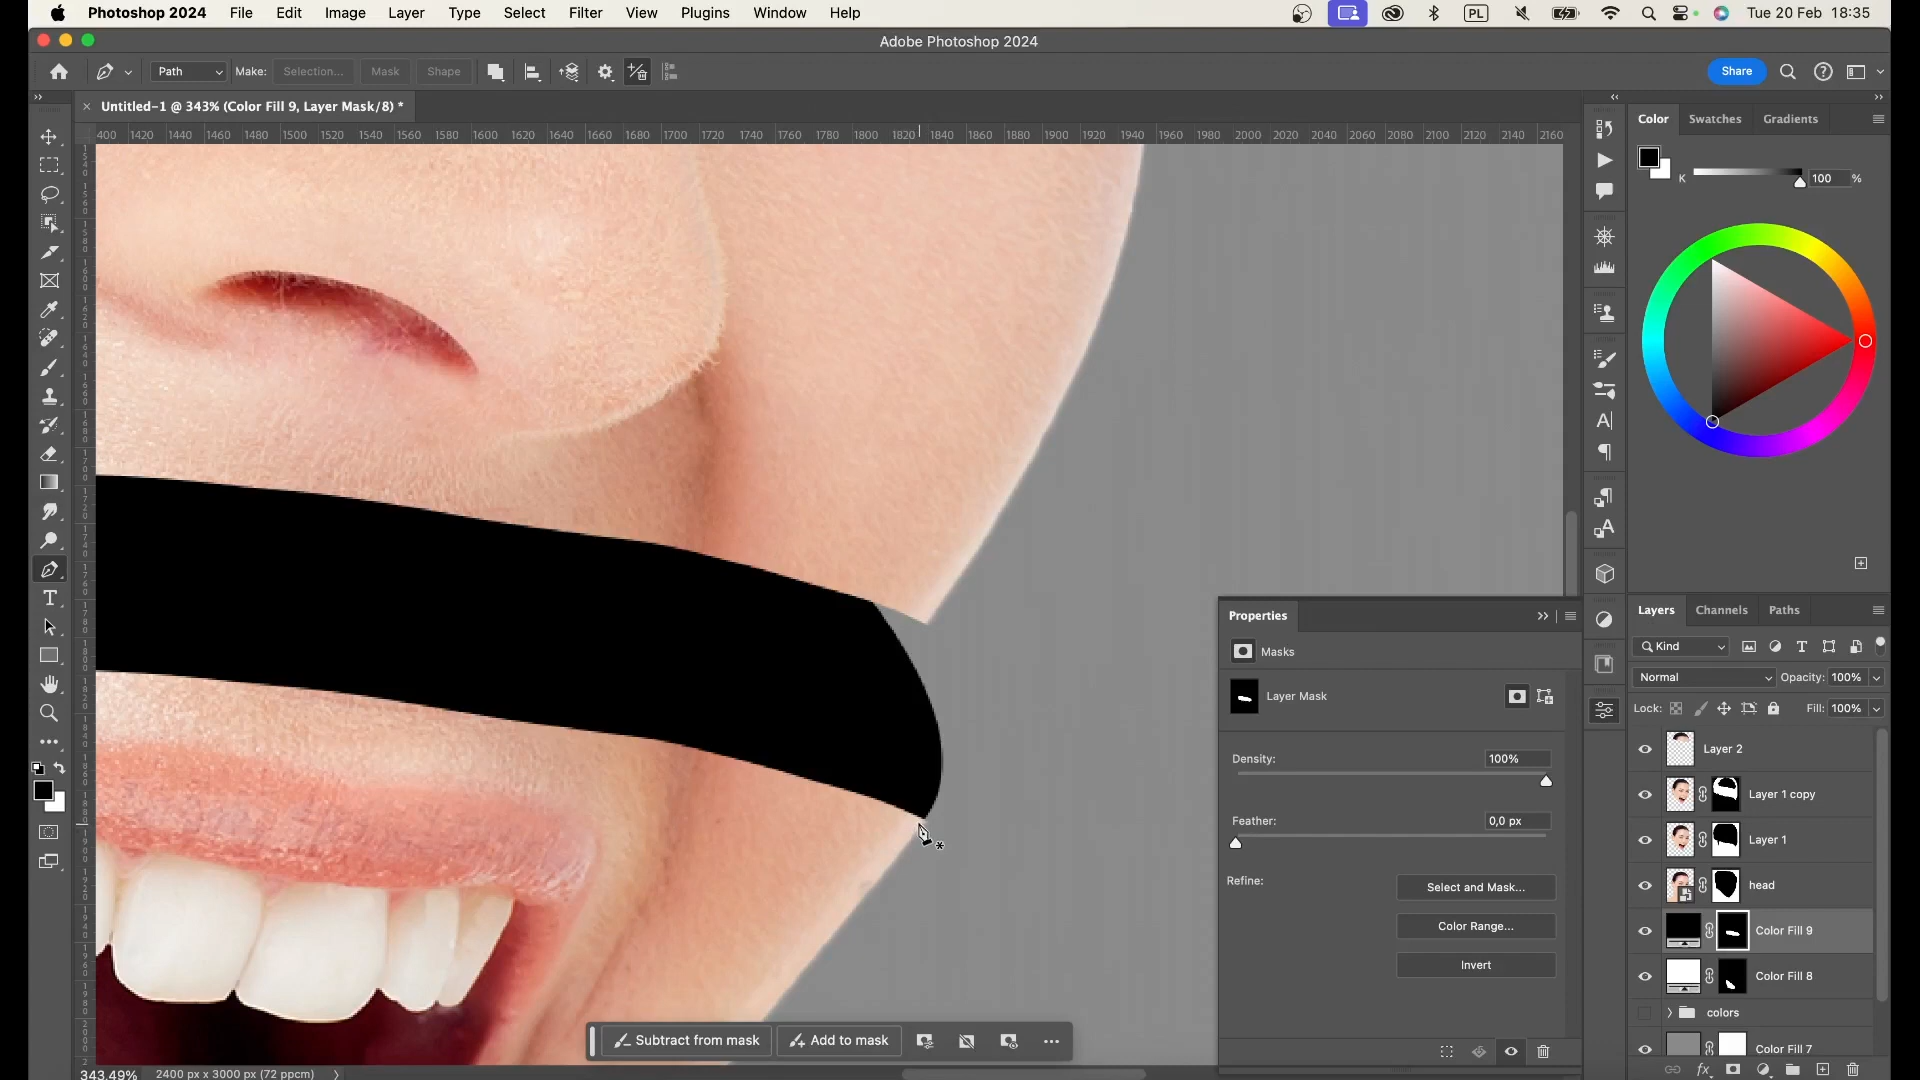 Photoshop 2024 File Edit Image Layer Type Select Filter View Plugins Window Help PL Tue 20 Feb 18:35
Adobe Photoshop 2024
Path Make: Selection... Mask Shape Share
× Untitled-1 @ 343% (Color Fill 9, Layer Mask/8) *
400 1420 1440 1460 1480 1500 1520 1540 1560 1580 1600 1620 1640 1660 1680 1700 1720 1740 1760 1780 1800 1820 1840 1860 1880 1900 1920 1940 1960 1980 2000 2020 2040 2060 2080 2100 2120 2140 2160
Color Swatches Gradients
K 100 %
Properties
Masks
Layer Mask
Density: 100%
Feather: 0,0 px
Refine: Select and Mask...
Color Range...
Invert
Layers Channels Paths
Kind
Normal Opacity: 100%
Lock: Fill: 100%
Layer 2
Layer 1 copy
Layer 1
head
Color Fill 9
Color Fill 8
colors
Color Fill 7
fx
Subtract from mask Add to mask
343,49% 2400 px x 3000 px (72 ppcm)